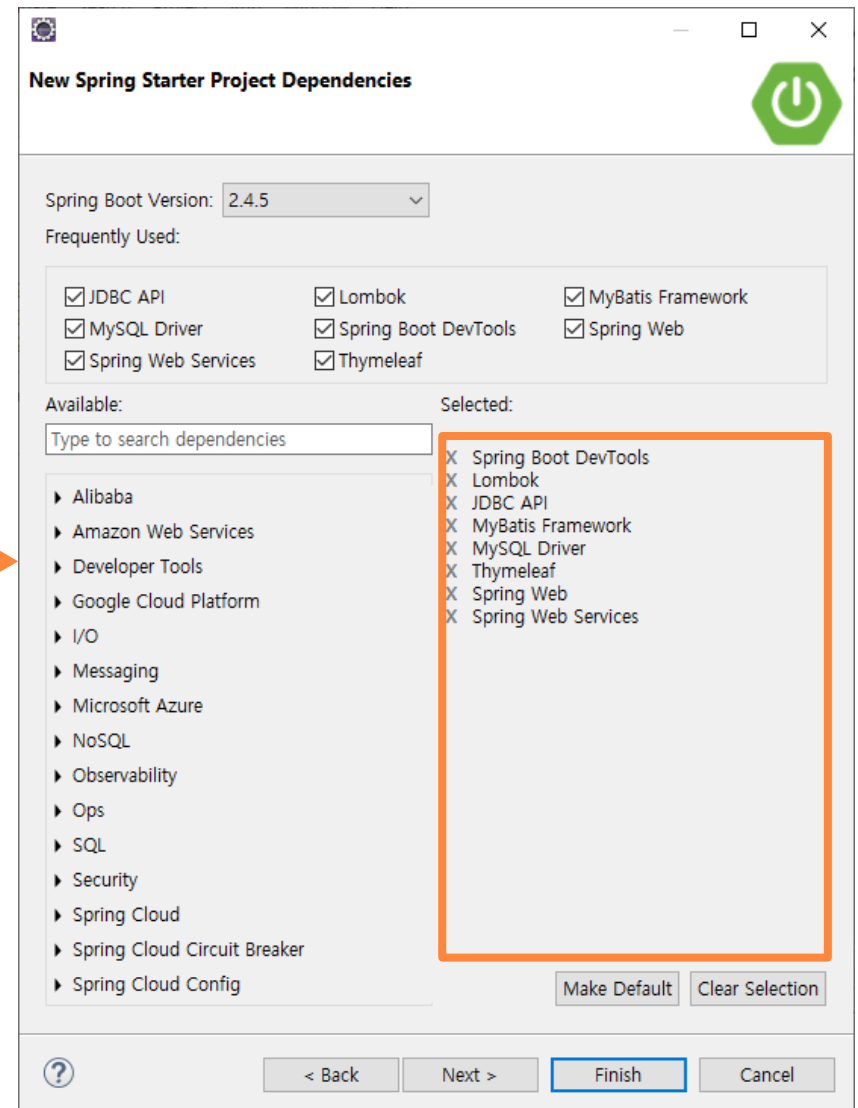 New Spring Starter Project Dependencies
Spring Boot Version: 2.4.5
Frequently Used:
JDBC API Lombok MyBatis Framework
MySQL Driver Spring Boot DevTools Spring Web
Spring Web Services Thymeleaf
Available:
Type to search dependencies
Alibaba
Amazon Web Services
Developer Tools
Google Cloud Platform
I/O
Messaging
Microsoft Azure
NoSQL
Observability
Ops
SQL
Security
Spring Cloud
Spring Cloud Circuit Breaker
Spring Cloud Config
Selected:
X Spring Boot DevTools
X Lombok
X JDBC API
X MyBatis Framework
X MySQL Driver
X Thymeleaf
X Spring Web
X Spring Web Services
Make Default Clear Selection
? < Back Next > Finish Cancel